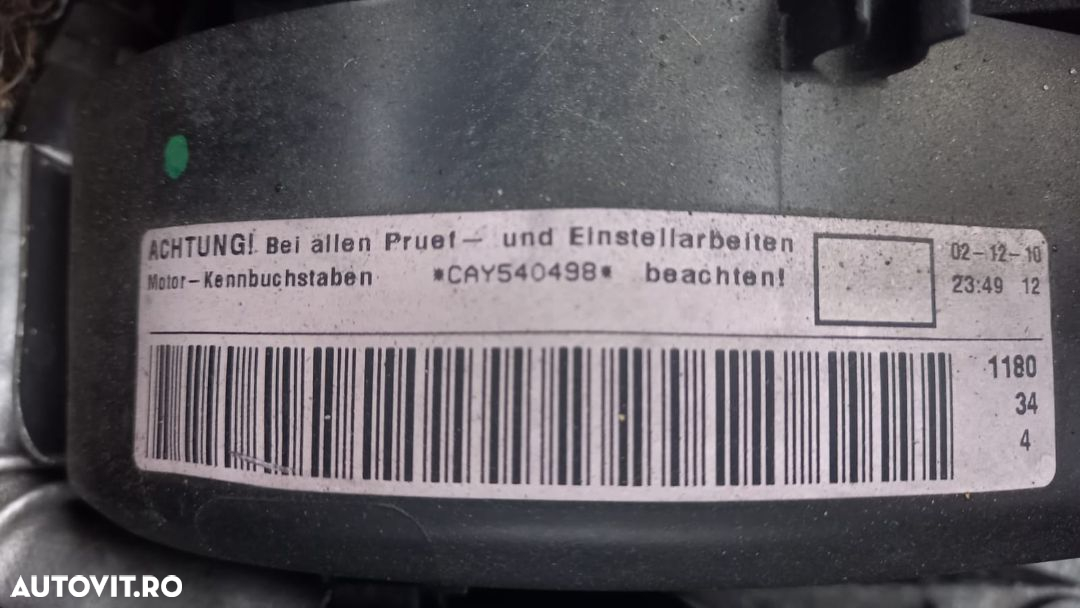 ACHTUNG! Bei allen Pruef- und Einstellarbeiten
Motor-Kennbuchstaben *CAY540498* beachten!
02-12-10
23:49 12
1180
34
4
AUTOVIT.RO